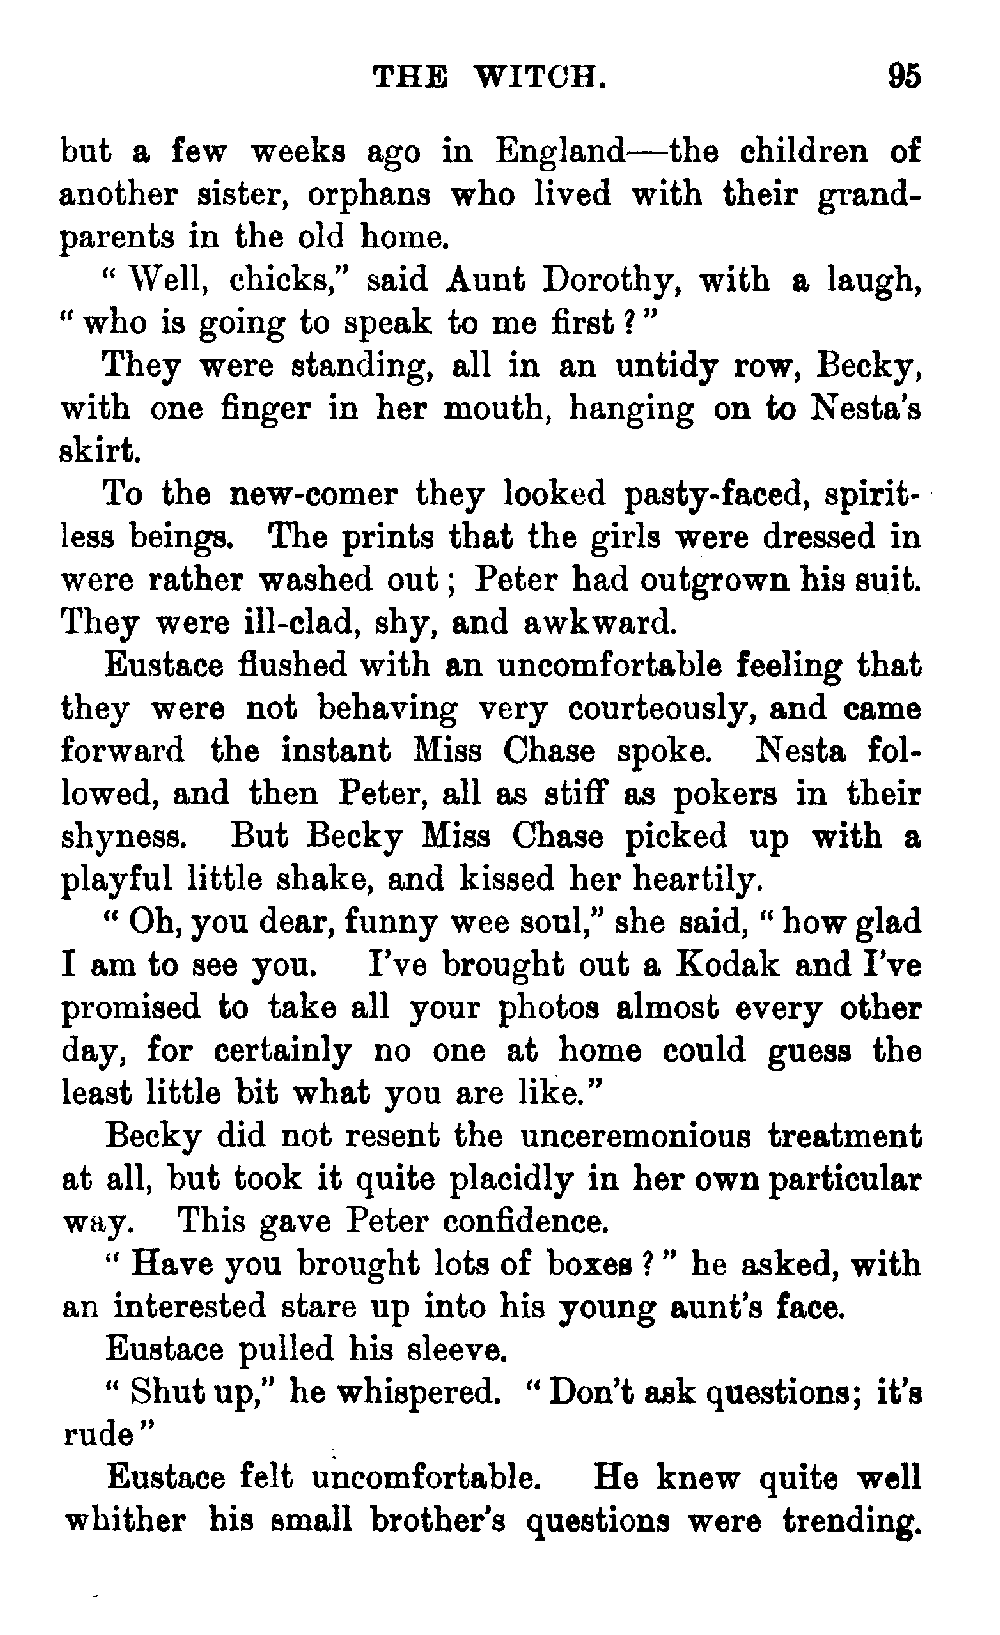 THE WITCH. 95
but a few weeks ago in England—the children of
another sister, orphans who lived with their grand-
parents in the old home.
" Well, chicks," said Aunt Dorothy, with a laugh,
" who is going to speak to me first ? "
They were standing, all in an untidy row, Becky,
with one finger in her mouth, hanging on to Nesta's
skirt.
To the new-comer they looked pasty-faced, spirit-
less beings. The prints that the girls were dressed in
were rather washed out ; Peter had outgrown his suit.
They were ill-clad, shy, and awkward.
Eustace flushed with an uncomfortable feeling that
they were not behaving very courteously, and came
forward the instant Miss Chase spoke. Nesta fol-
lowed, and then Peter, all as stiff as pokers in their
shyness. But Becky Miss Chase picked up with a
playful little shake, and kissed her heartily.
" Oh, you dear, funny wee soul," she said, " how glad
I am to see you. I've brought out a Kodak and I've
promised to take all your photos almost every other
day, for certainly no one at home could guess the
least little bit what you are like."
Becky did not resent the unceremonious treatment
at all, but took it quite placidly in her own particular
way. This gave Peter confidence.
" Have you brought lots of boxes ? " he asked, with
an interested stare up into his young aunt's face.
Eustace pulled his sleeve.
" Shut up," he whispered. " Don't ask questions; it's
rude "
Eustace felt uncomfortable. He knew quite well
whither his small brother's questions were trending.